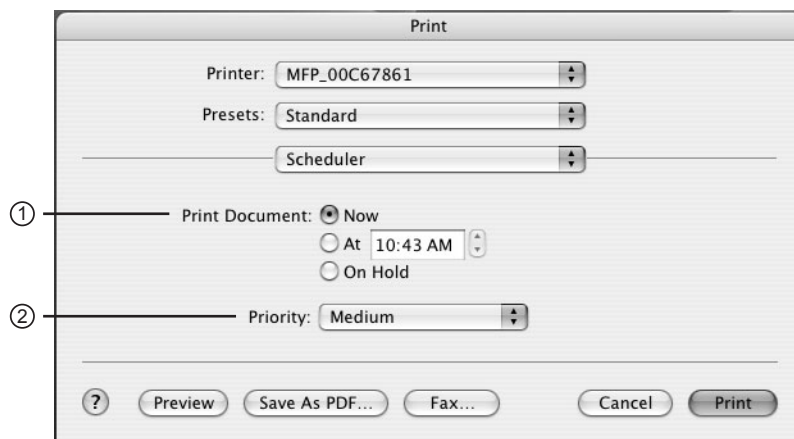 Print
Printer: MFP_00C67861
Presets: Standard
Scheduler
① Print Document: Now
At 10:43 AM
On Hold
② Priority: Medium
? Preview Save As PDF... Fax... Cancel Print